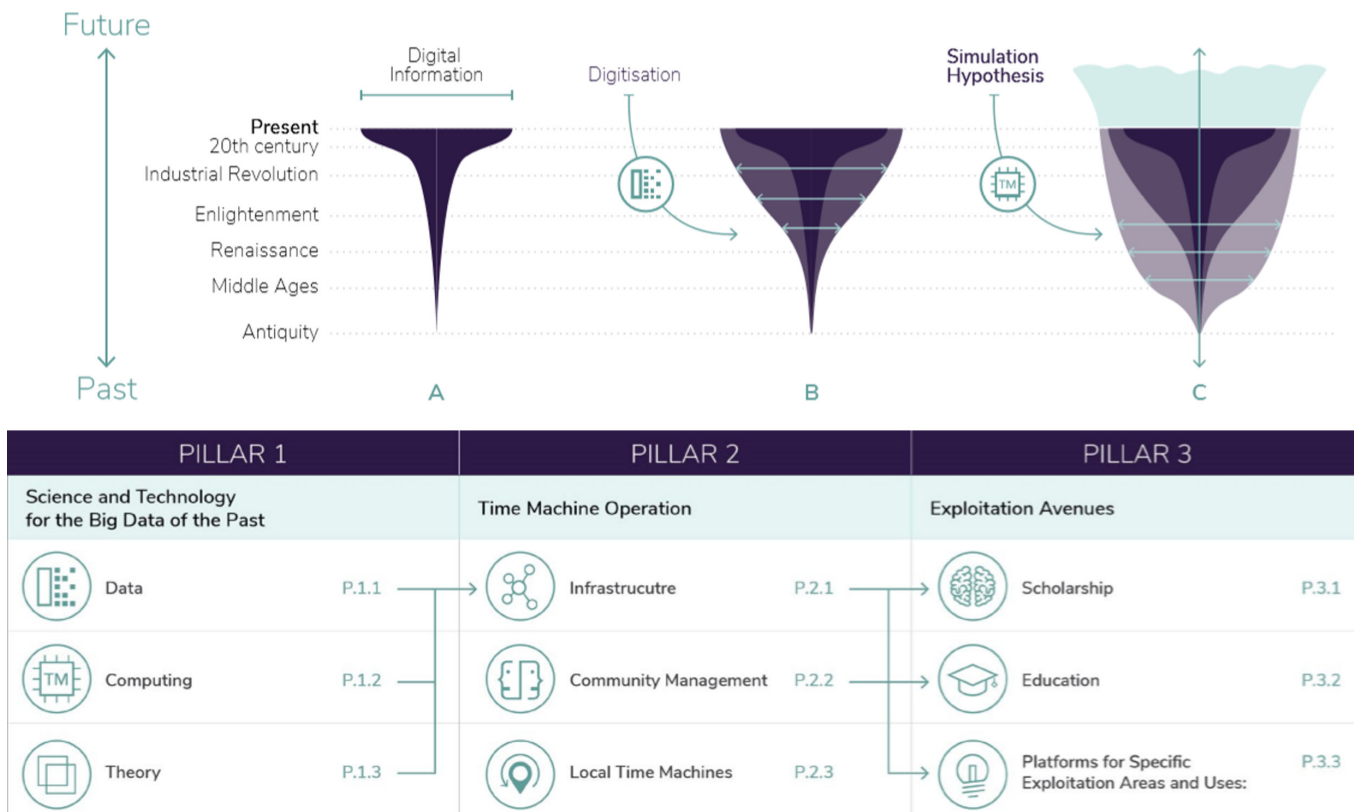 Future
Digital
Information
Digitisation
Simulation
Hypothesis
Present
20th century
Industrial Revolution
Enlightenment
Renaissance
Middle Ages
Antiquity
Past
A
B
C
TM
PILLAR 1
PILLAR 2
PILLAR 3
Science and Technology
for the Big Data of the Past
Time Machine Operation
Exploitation Avenues
Data P.1.1
Infrastrucutre P.2.1
Scholarship P.3.1
TM Computing P.1.2
Community Management P.2.2
Education P.3.2
Theory P.1.3
Local Time Machines P.2.3
Platforms for Specific P.3.3
Exploitation Areas and Uses: